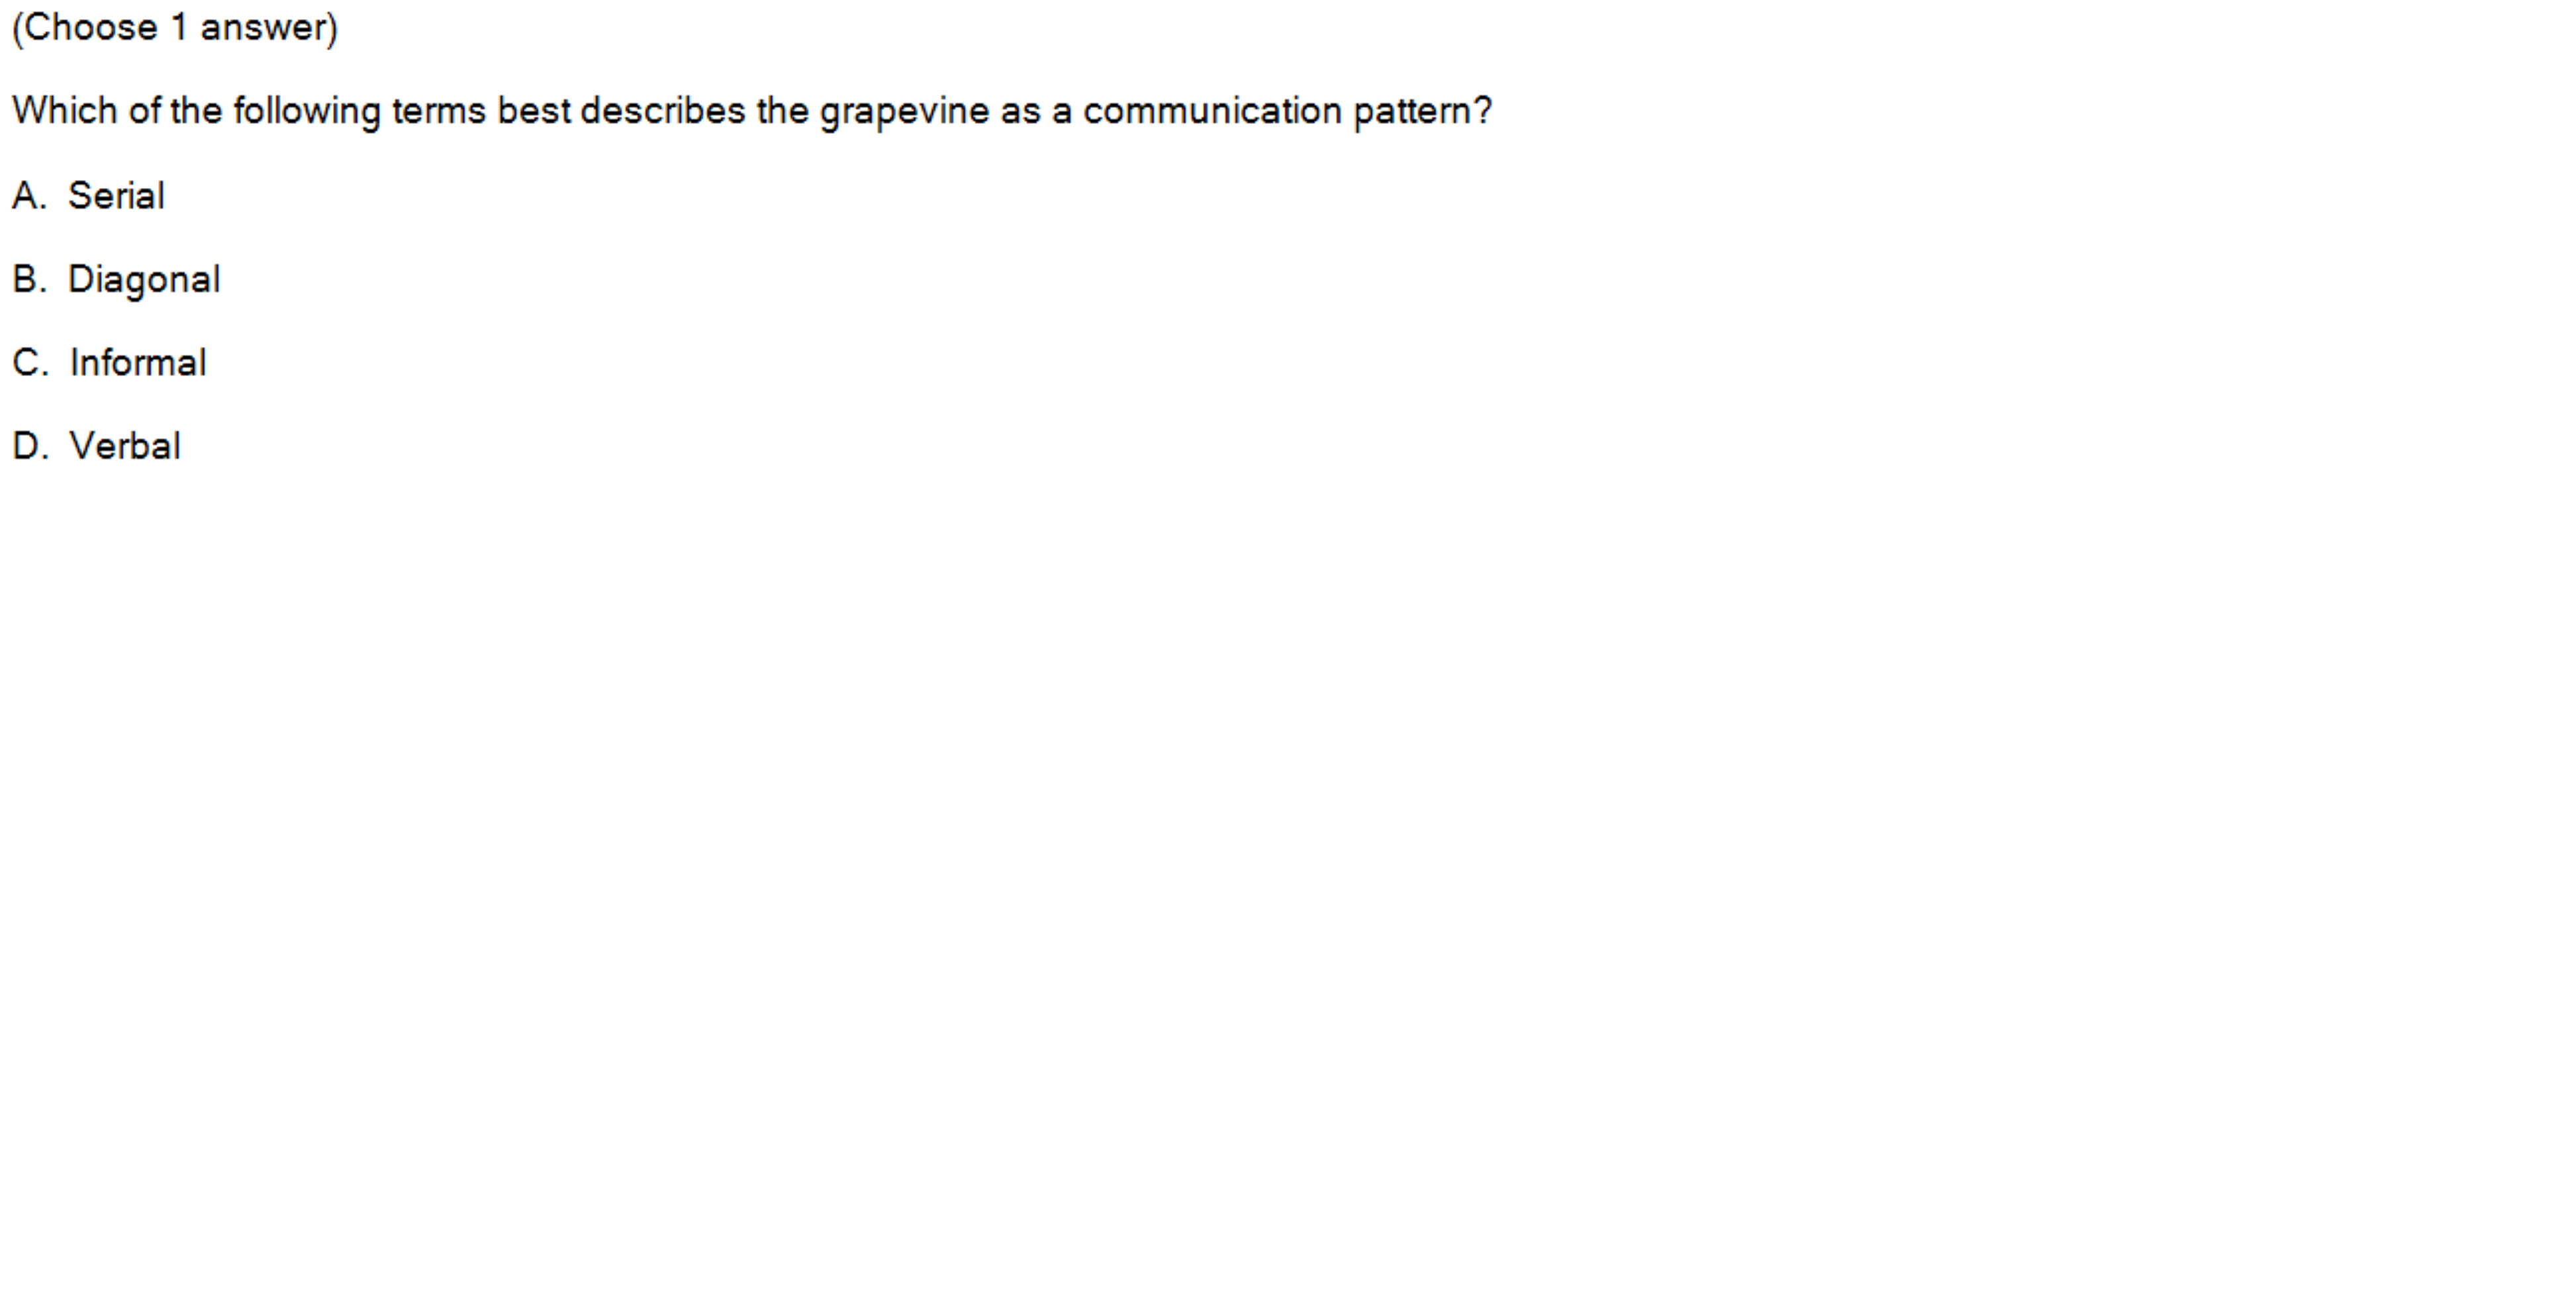 (Choose 1 answer)
Which of the following terms best describes the grapevine as a communication pattern?
A. Serial
B. Diagonal
C. Informal
D. Verbal